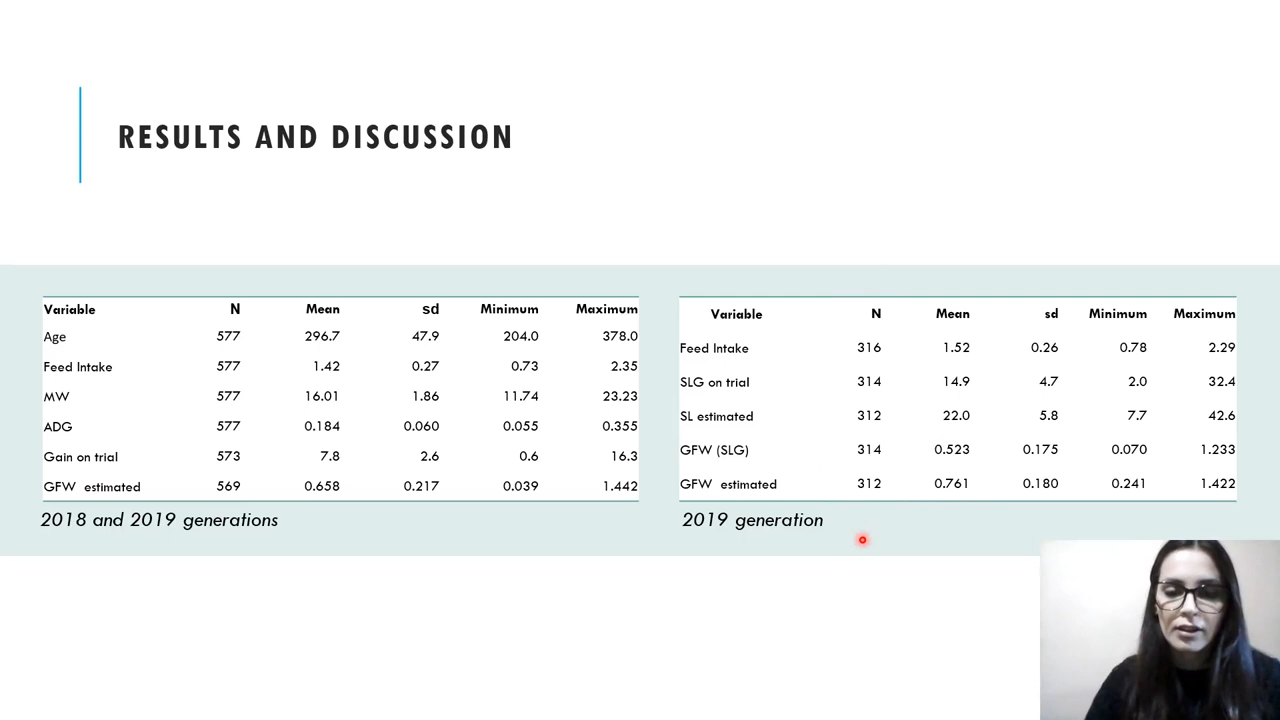 RESULTS AND DISCUSSION
Variable N Mean sd Minimum Maximum
Age 577 296.7 47.9 204.0 378.0
Feed Intake 577 1.42 0.27 0.73 2.35
MW 577 16.01 1.86 11.74 23.23
ADG 577 0.184 0.060 0.055 0.355
Gain on trial 573 7.8 2.6 0.6 16.3
GFW estimated 569 0.658 0.217 0.039 1.442
2018 and 2019 generations
Variable N Mean sd Minimum Maximum
Feed Intake 316 1.52 0.26 0.78 2.29
SLG on trial 314 14.9 4.7 2.0 32.4
SL estimated 312 22.0 5.8 7.7 42.6
GFW (SLG) 314 0.523 0.175 0.070 1.233
GFW estimated 312 0.761 0.180 0.241 1.422
2019 generation